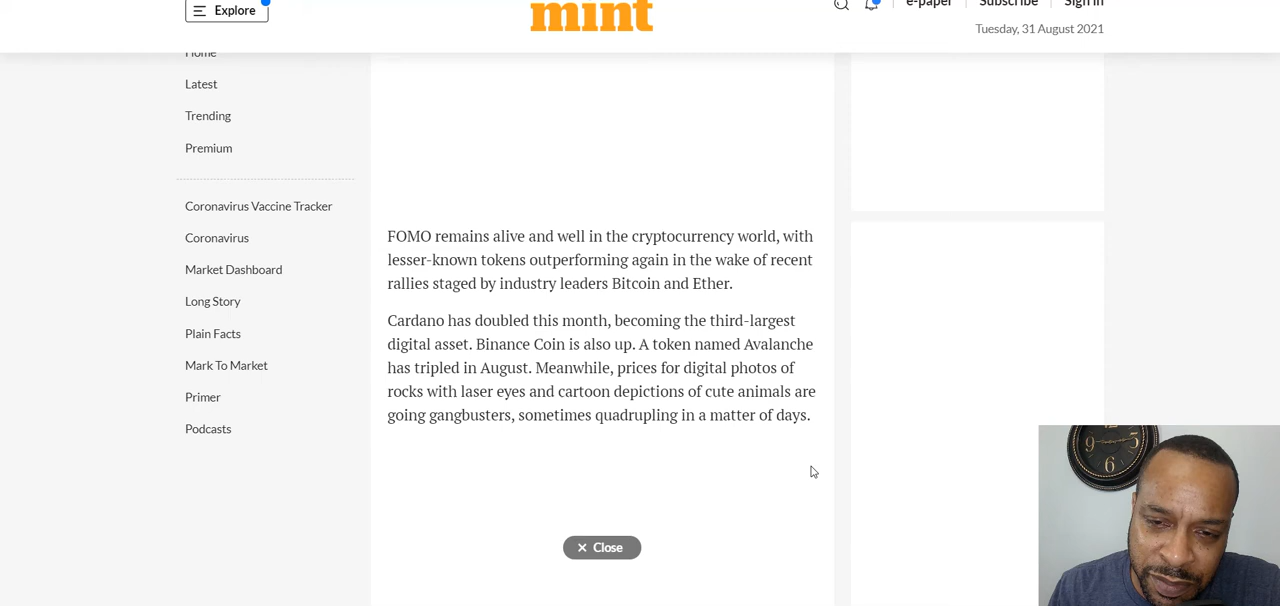 Explore
mint
e-paper
Subscribe
Sign in
Tuesday, 31 August 2021
Home
Latest
Trending
Premium
Coronavirus Vaccine Tracker
Coronavirus
Market Dashboard
Long Story
Plain Facts
Mark To Market
Primer
Podcasts
FOMO remains alive and well in the cryptocurrency world, with
lesser-known tokens outperforming again in the wake of recent
rallies staged by industry leaders Bitcoin and Ether.
Cardano has doubled this month, becoming the third-largest
digital asset. Binance Coin is also up. A token named Avalanche
has tripled in August. Meanwhile, prices for digital photos of
rocks with laser eyes and cartoon depictions of cute animals are
going gangbusters, sometimes quadrupling in a matter of days.
× Close
12
9
3
6